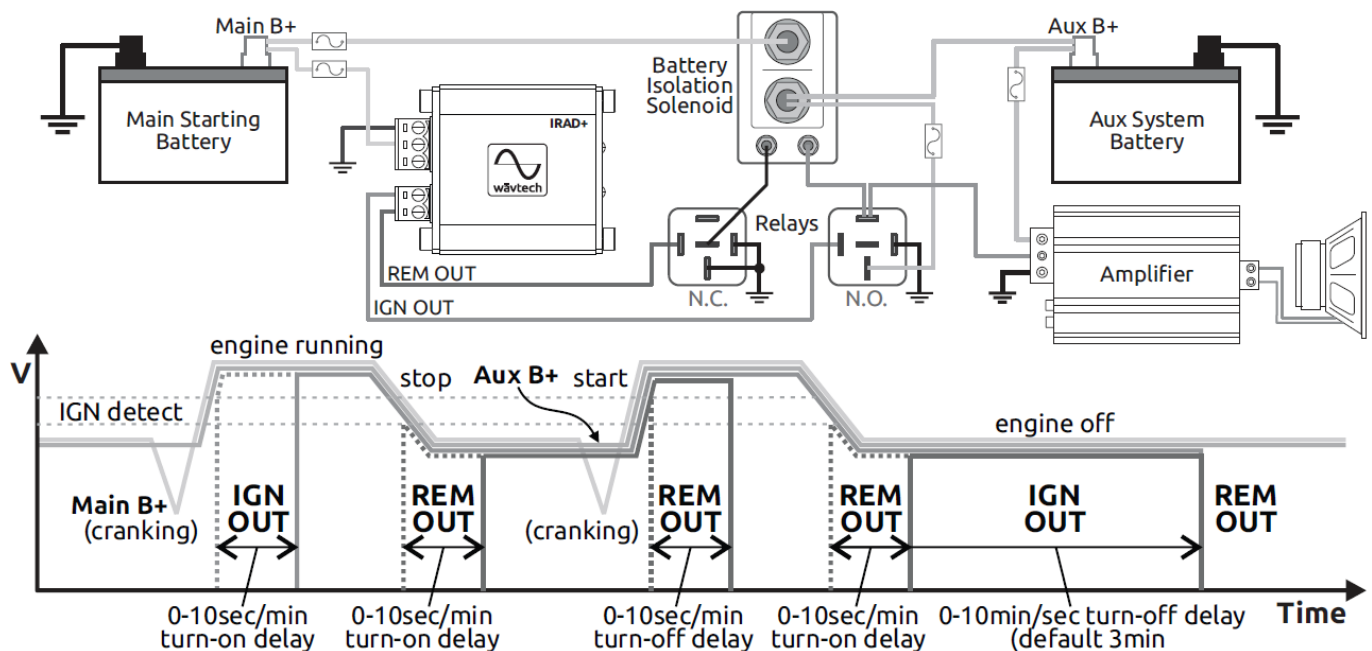 Main B+
Main Starting
Battery
IRAD+
wāvtech
REM OUT
IGN OUT
Battery
Isolation
Solenoid
Relays
N.C.
N.O.
Aux B+
Aux System
Battery
Amplifier
V
engine running
stop
Aux B+
start
IGN detect
engine off
Main B+
(cranking)
IGN
OUT
REM
OUT
(cranking)
REM
OUT
REM
OUT
IGN
OUT
REM
OUT
0-10sec/min
turn-on delay
0-10sec/min
turn-on delay
0-10sec/min
turn-off delay
0-10sec/min
turn-on delay
0-10min/sec turn-off delay
(default 3min
Time